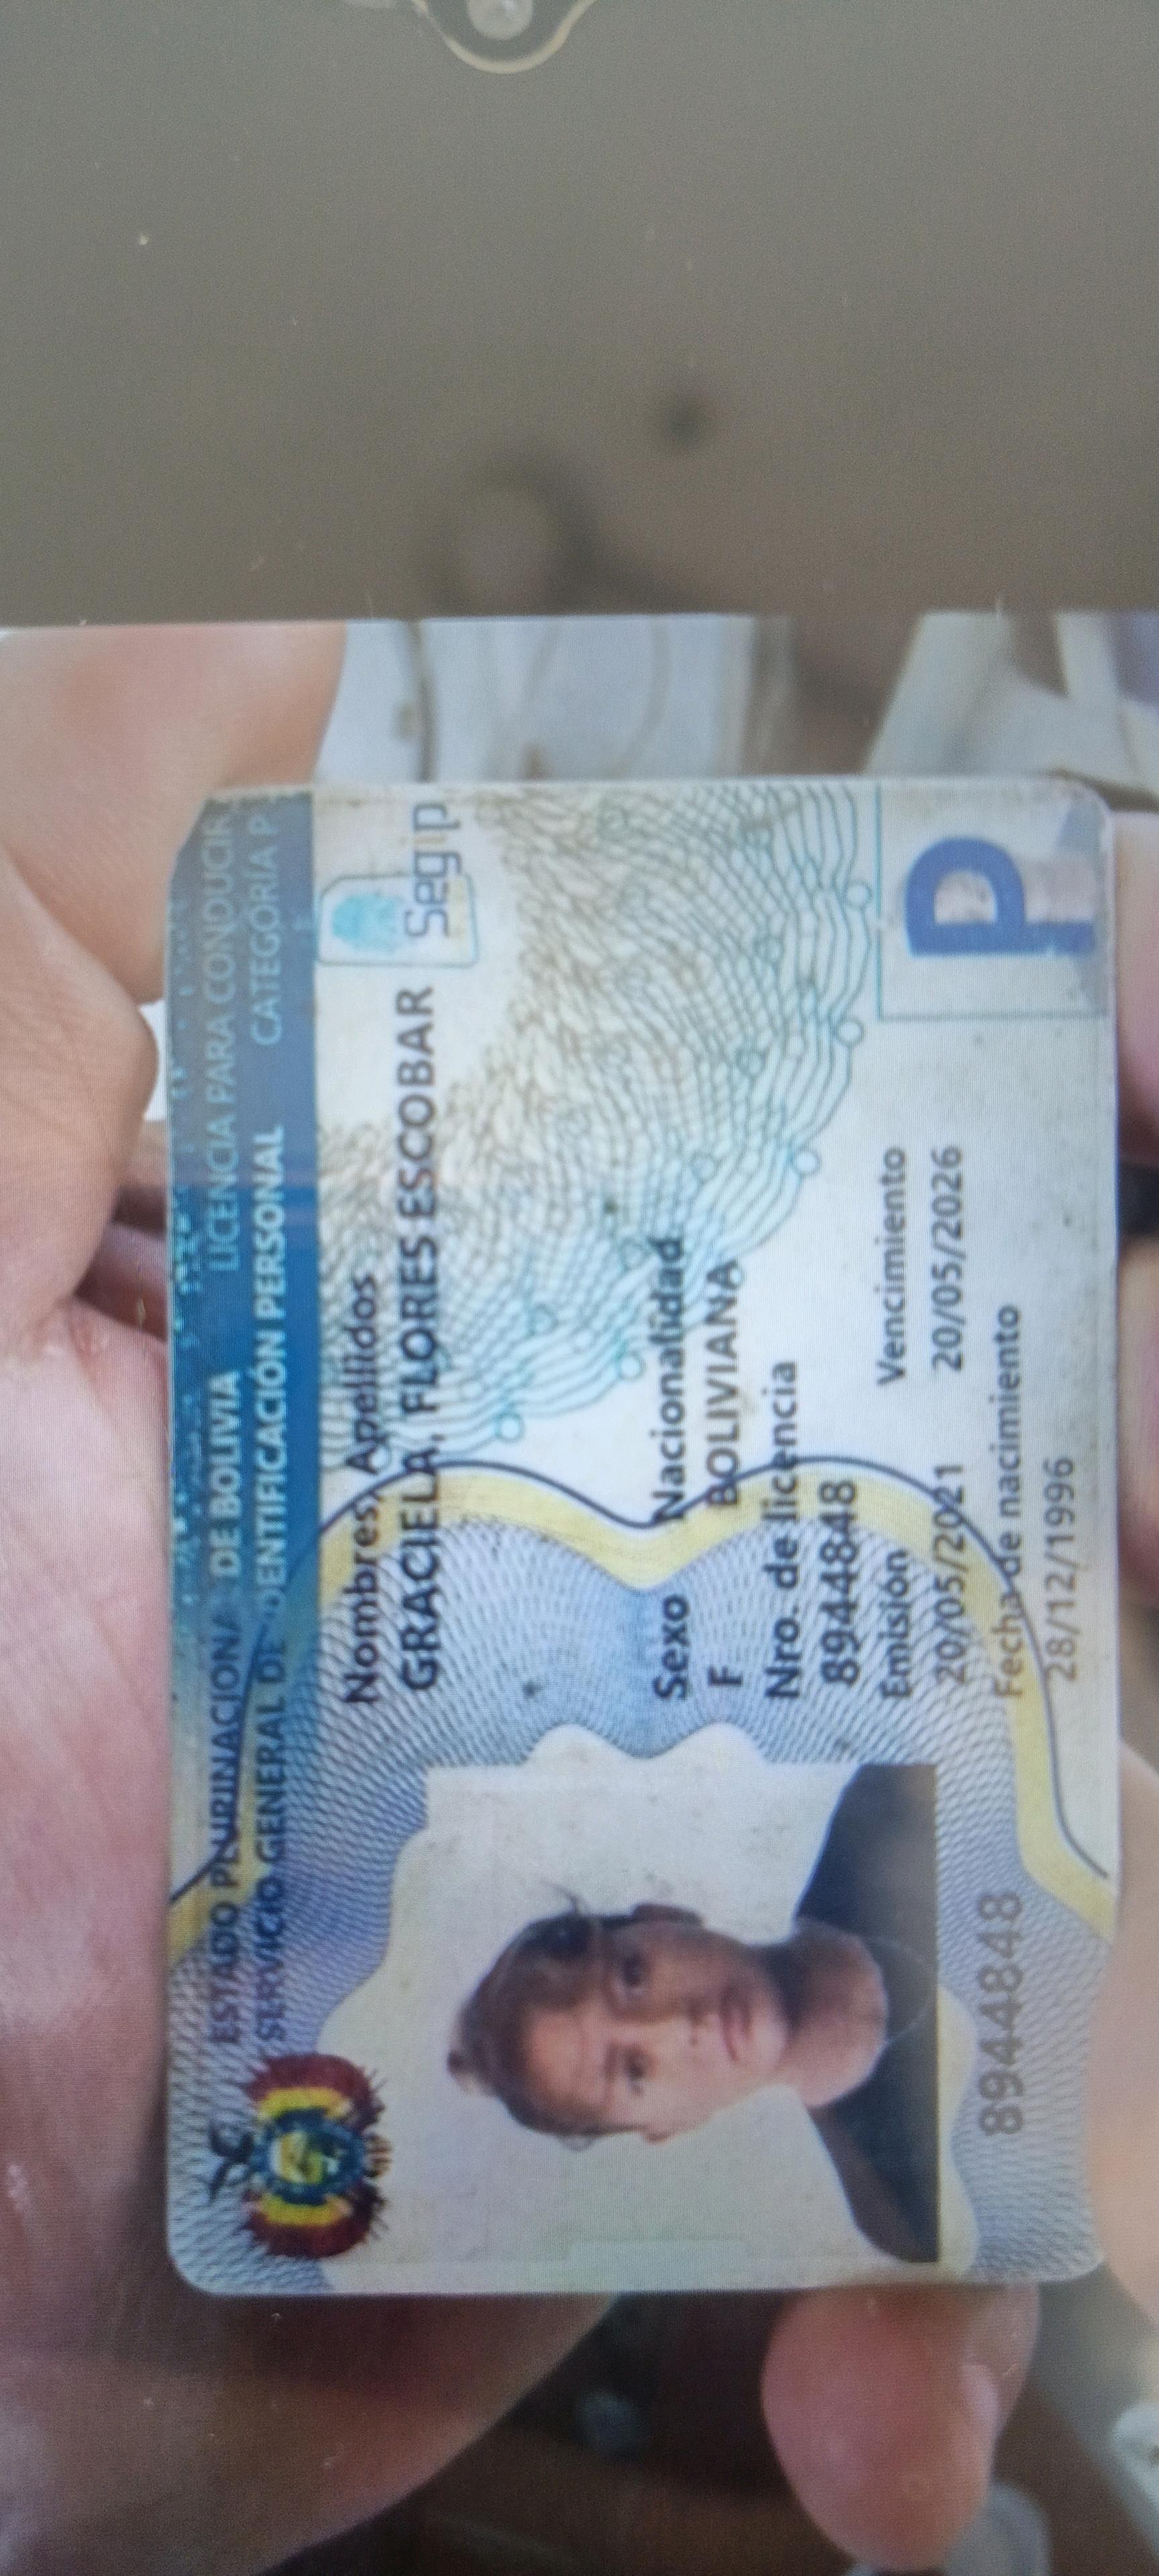 ESTADO PLURINACIONAL DE BOLIVIA LICENCIA PARA CONDUCIR
SERVICIO GENERAL DE IDENTIFICACIÓN PERSONAL CATEGORÍA P
Segip
Nombres, Apellidos
GRACIELA, FLORES ESCOBAR
Sexo Nacionalidad
F BOLIVIANA
Nro. de licencia
8944848
Emisión Vencimiento
20/05/2021 20/05/2026
Fecha de nacimiento
28/12/1996
8944848
P